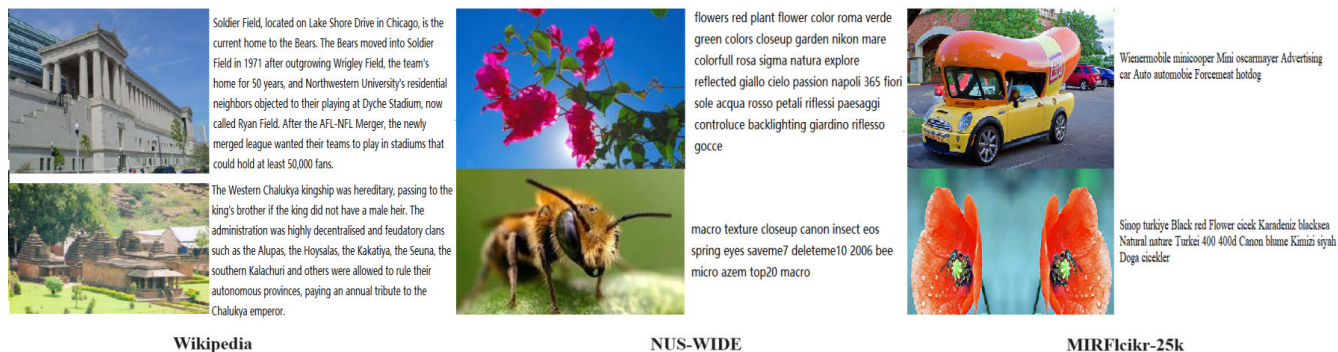 Soldier Field, located on Lake Shore Drive in Chicago, is the
current home to the Bears. The Bears moved into Soldier
Field in 1971 after outgrowing Wrigley Field, the team's
home for 50 years, and Northwestern University's residential
neighbors objected to their playing at Dyche Stadium, now
called Ryan Field. After the AFL-NFL Merger, the newly
merged league wanted their teams to play in stadiums that
could hold at least 50,000 fans.
The Western Chalukya kingship was hereditary, passing to the
king's brother if the king did not have a male heir. The
administration was highly decentralised and feudatory clans
such as the Alupas, the Hoysalas, the Kakatiya, the Seuna, the
southern Kalachuri and others were allowed to rule their
autonomous provinces, paying an annual tribute to the
Chalukya emperor.
Wikipedia
flowers red plant flower color roma verde
green colors closeup garden nikon mare
colorfull rosa sigma natura explore
reflected giallo cielo passion napoli 365 fiori
sole acqua rosso petali riflessi paesaggi
controluce backlighting giardino riflesso
gocce
macro texture closeup canon insect eos
spring eyes saveme7 deleteme10 2006 bee
micro azem top20 macro
NUS-WIDE
Wienermobile minicooper Mini oscarmayer Advertising
car Auto automobie Forcemeat hotdog
Sinop turkiye Black red Flower cicek Karadeniz blacksea
Natural nature Turkei 400 400d Canon blume Kimizi siyah
Doga cicekler
MIRFlcikr-25k